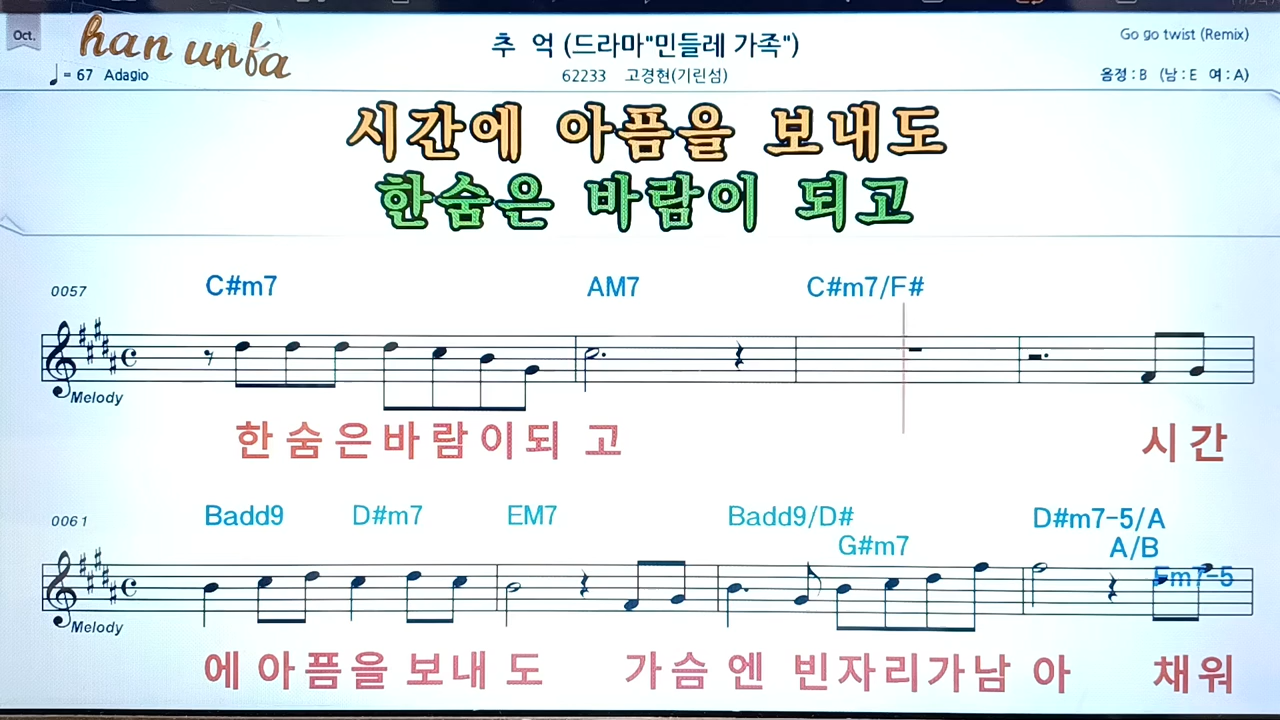 Oct.
han unfa
추 억 (드라마"민들레 가족")
Go go twist (Remix)
♩ = 67 Adagio
62233 고경현(기린섬)
음정 : B (남 : E 여 : A)
시간에 아픔을 보내도
한숨은 바람이 되고
0057
C#m7 AM7 C#m7/F#
Melody
한 숨 은 바 람 이 되 고 시 간
0061
Badd9 D#m7 EM7 Badd9/D# D#m7-5/A
G#m7 A/B
Fm7-5
Melody
에 아 픔 을 보 내 도 가 슴 엔 빈 자 리 가 남 아 채 워